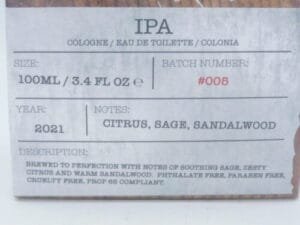 IPA
COLOGNE / EAU DE TOILETTE / COLONIA
SIZE:
100ML / 3.4 FL OZ ℮
BATCH NUMBER:
#005
YEAR:
2021
NOTES:
CITRUS, SAGE, SANDALWOOD
DESCRIPTION:
BREWED TO PERFECTION WITH NOTES OF SOOTHING SAGE, ZESTY
CITRUS AND WARM SANDALWOOD. PHTHALATE FREE, PARABEN FREE,
CRUELTY FREE, PROP 65 COMPLIANT.